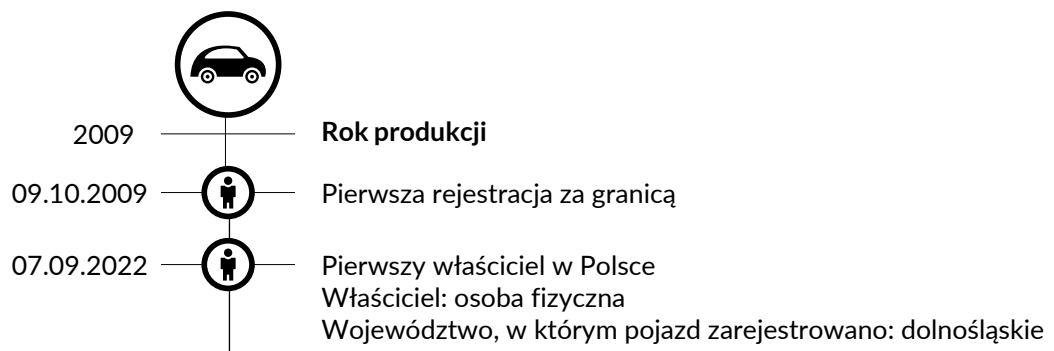 2009 Rok produkcji
09.10.2009 Pierwsza rejestracja za granicą
07.09.2022 Pierwszy właściciel w Polsce
Właściciel: osoba fizyczna
Województwo, w którym pojazd zarejestrowano: dolnośląskie